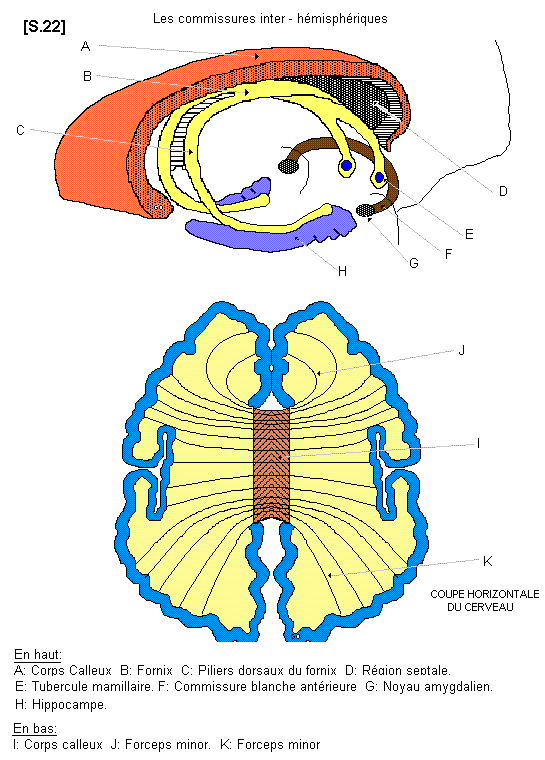 Les commissures inter - hémisphériques
[S.22]
A
B
C
D
E
F
G
H
J
I
K
COUPE HORIZONTALE
DU CERVEAU
En haut:
A: Corps Calleux B: Fornix C: Piliers dorsaux du fornix D: Région septale.
E: Tubercule mamillaire. F: Commissure blanche antérieure G: Noyau amygdalien.
H: Hippocampe.
En bas:
I: Corps calleux J: Forceps minor. K: Forceps minor